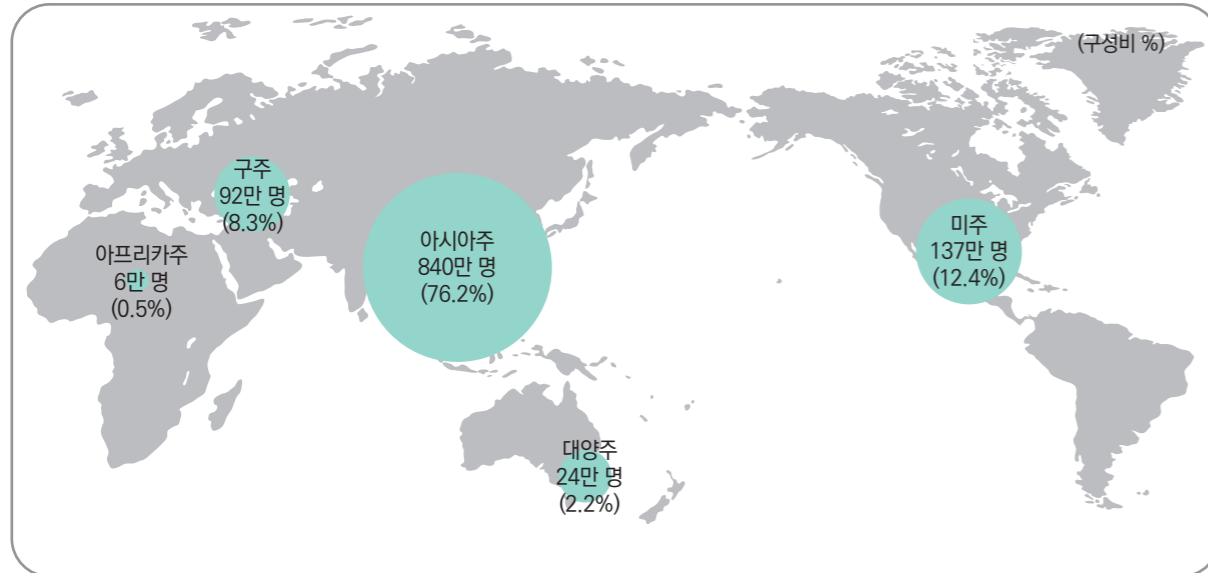 (구성비 %)
구주
92만 명
(8.3%)
아프리카주
6만 명
(0.5%)
아시아주
840만 명
(76.2%)
미주
137만 명
(12.4%)
대양주
24만 명
(2.2%)